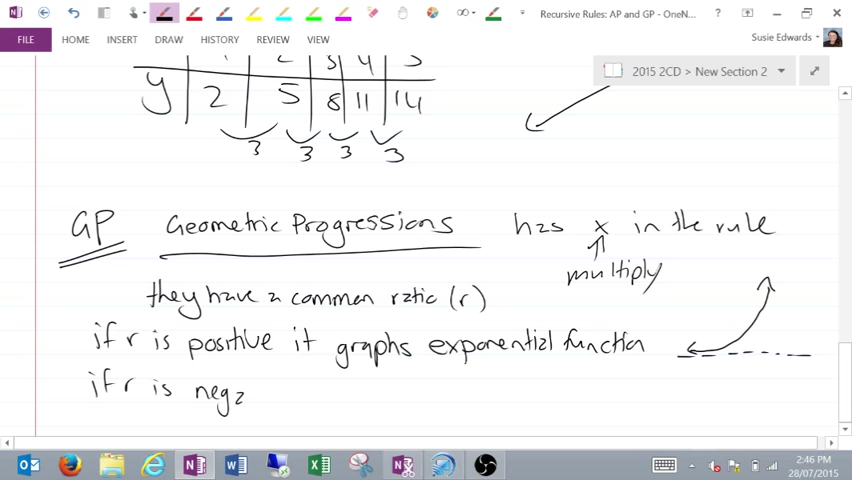 Recursive Rules: AP and GP - OneN...
Susie Edwards
FILE HOME INSERT DRAW HISTORY REVIEW VIEW
2015 2CD > New Section 2
y 2 5 8 11 14
3 3 3 3
GP Geometric Progressions has x in the rule
multiply
they have a common ratio (r)
if r is positive it graphs exponential function
if r is nega
2:46 PM
28/07/2015